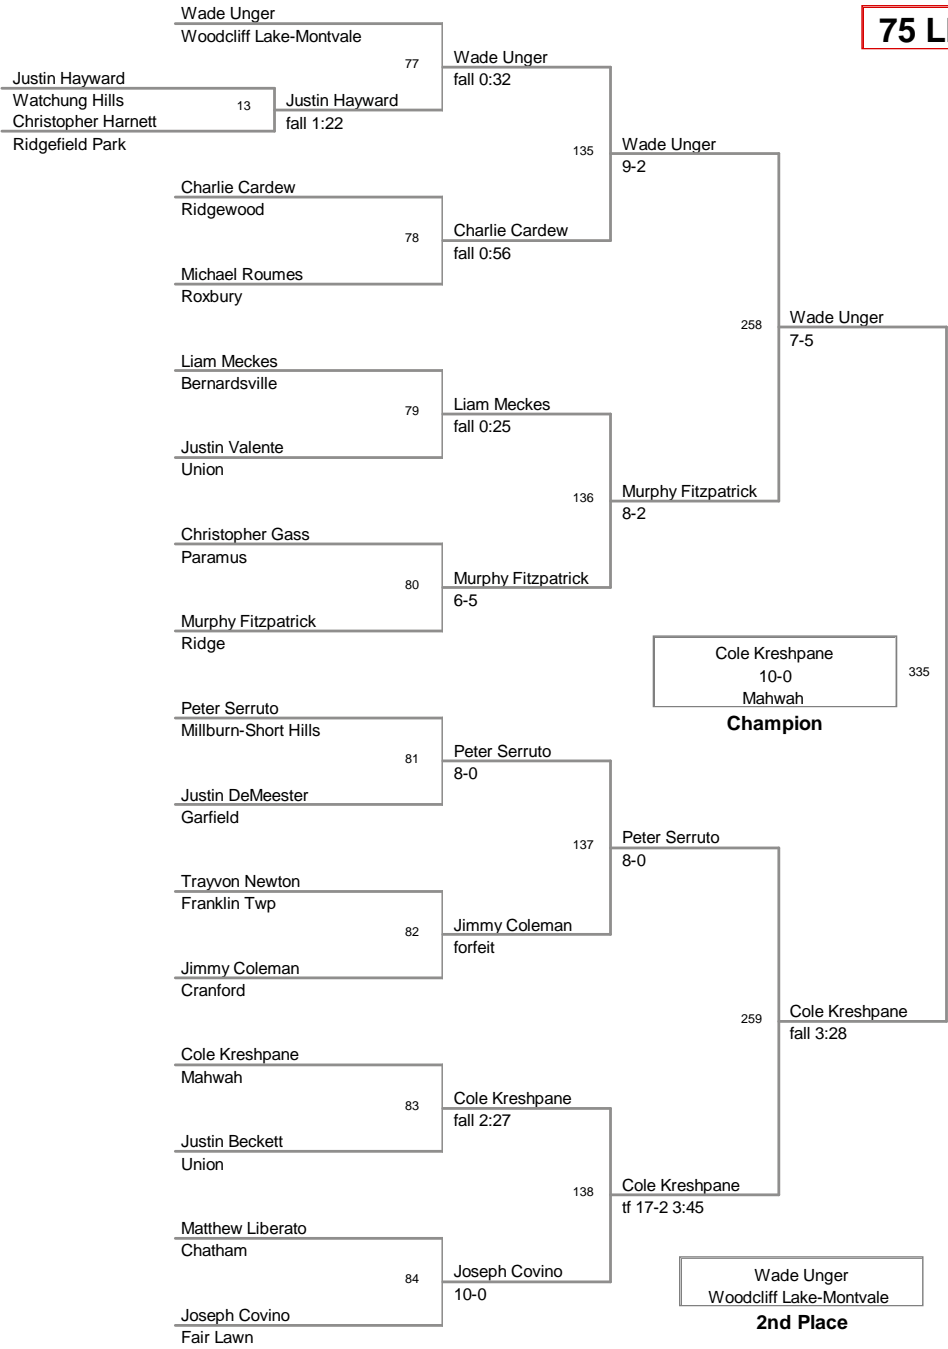 Wade Unger
Woodcliff Lake-Montvale
75 L
77
Wade Unger
fall 0:32
Justin Hayward
Watchung Hills
13
Justin Hayward
fall 1:22
Christopher Harnett
Ridgefield Park
135
Wade Unger
9-2
Charlie Cardew
Ridgewood
78
Charlie Cardew
fall 0:56
Michael Roumes
Roxbury
258
Wade Unger
7-5
Liam Meckes
Bernardsville
79
Liam Meckes
fall 0:25
Justin Valente
Union
136
Murphy Fitzpatrick
8-2
Christopher Gass
Paramus
80
Murphy Fitzpatrick
6-5
Murphy Fitzpatrick
Ridge
Cole Kreshpane
10-0
Mahwah
335
Champion
Peter Serruto
Millburn-Short Hills
81
Peter Serruto
8-0
Justin DeMeester
Garfield
137
Peter Serruto
8-0
Trayvon Newton
Franklin Twp
82
Jimmy Coleman
forfeit
Jimmy Coleman
Cranford
259
Cole Kreshpane
fall 3:28
Cole Kreshpane
Mahwah
83
Cole Kreshpane
fall 2:27
Justin Beckett
Union
138
Cole Kreshpane
tf 17-2 3:45
Matthew Liberato
Chatham
84
Joseph Covino
10-0
Joseph Covino
Fair Lawn
Wade Unger
Woodcliff Lake-Montvale
2nd Place